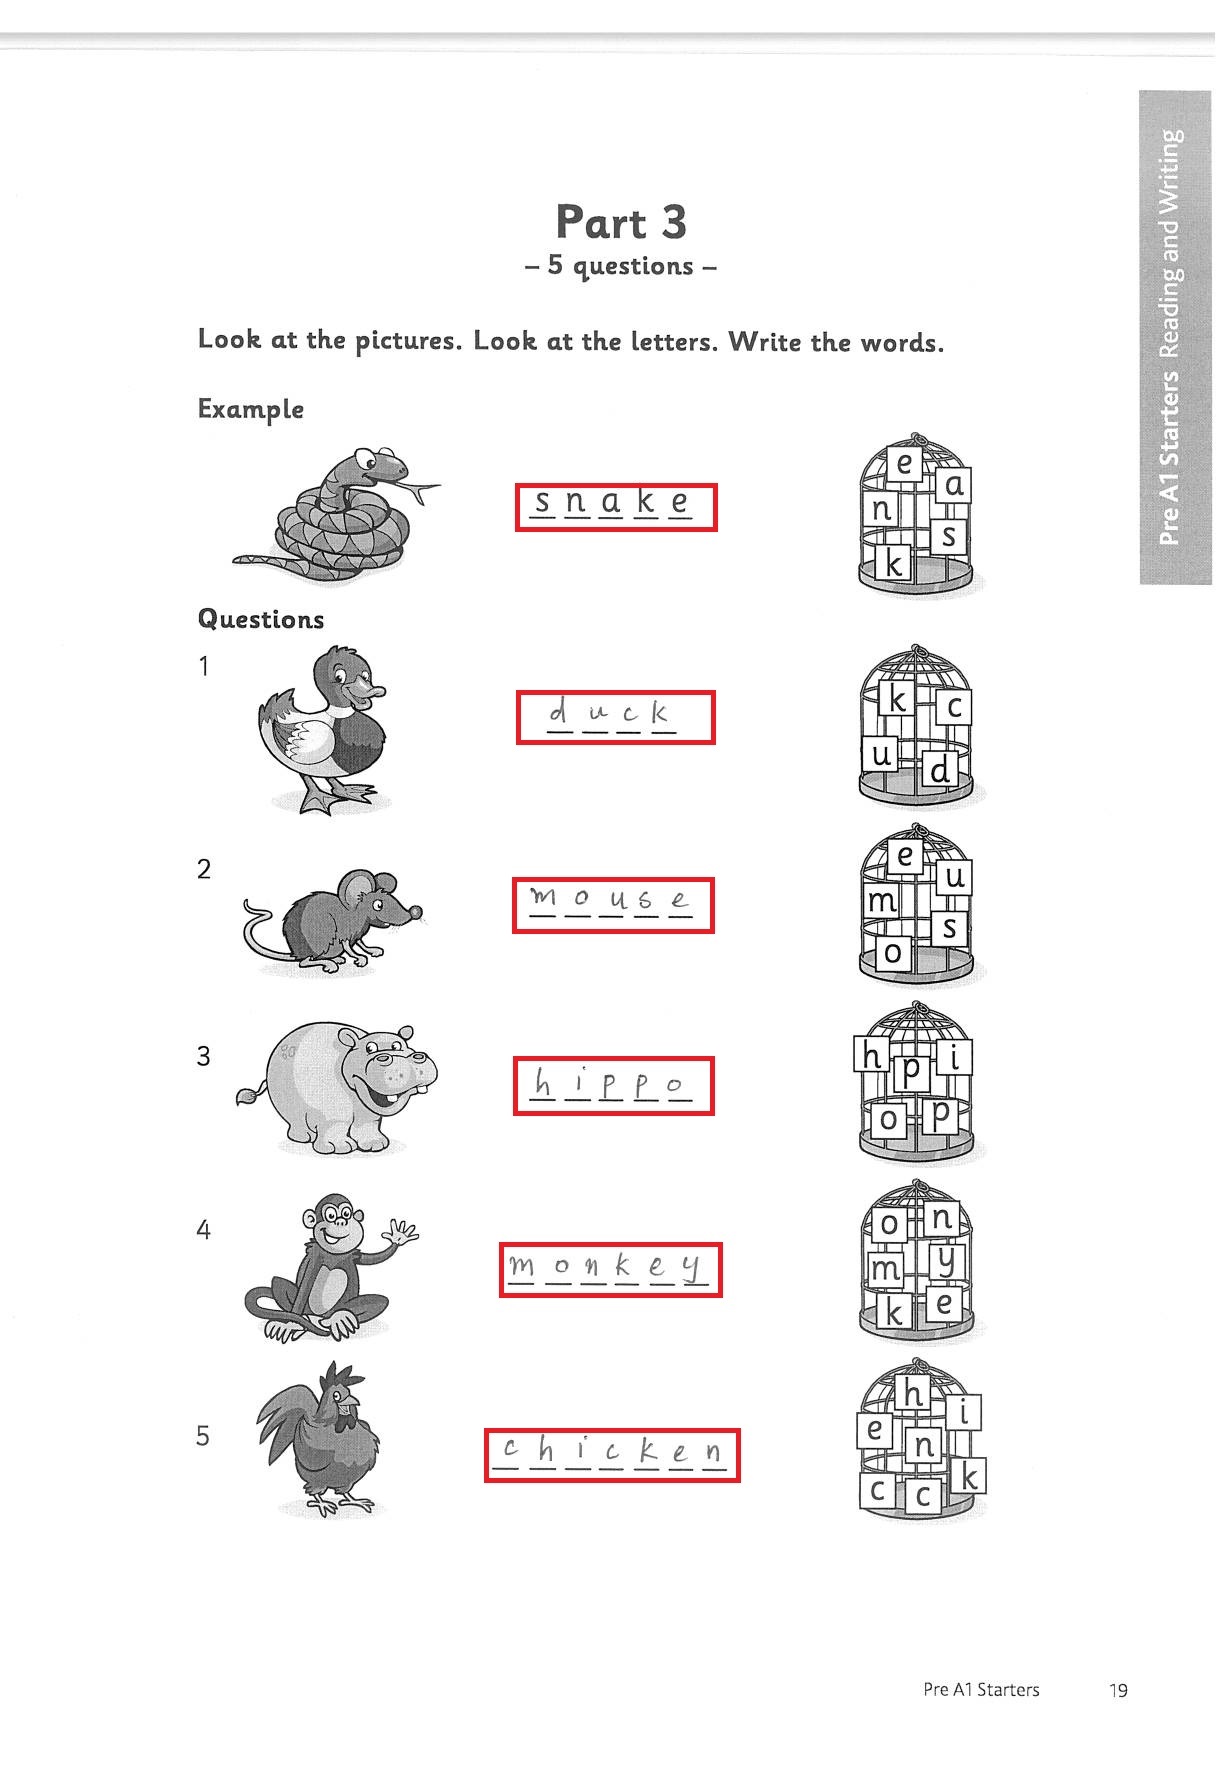 Pre A1 Starters Reading and Writing
Part 3
– 5 questions –
Look at the pictures. Look at the letters. Write the words.
Example
s n a k e
e
a
n
s
k
Questions
1
d u c k
k
c
u
d
2
m o u s e
e
u
m
s
o
3
h i p p o
h
i
p
o
p
4
m o n k e y
o
n
m
y
k
e
5
c h i c k e n
h
i
e
n
k
c
c
Pre A1 Starters 19